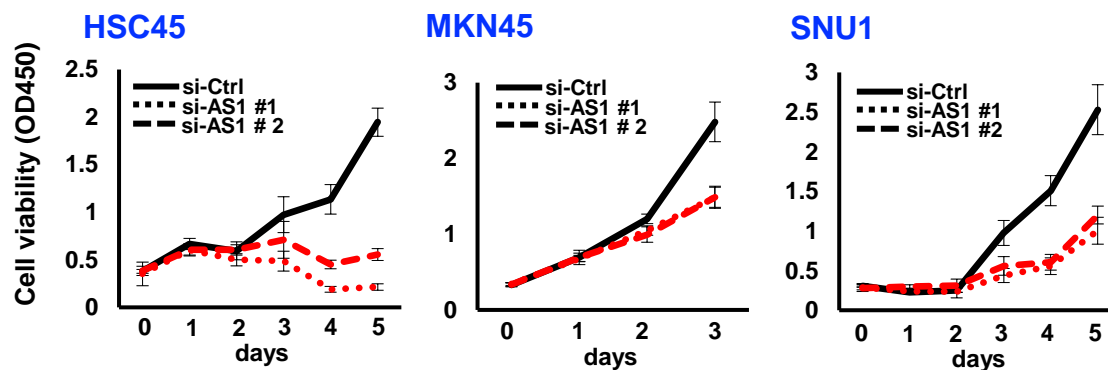 HSC45
MKN45
SNU1
Cell viability (OD450)
2.5
2
1.5
1
0.5
0
si-Ctrl
si-AS1 #1
si-AS1 # 2
0 1 2 3 4 5
days
3
2
1
0
si-Ctrl
si-AS1 #1
si-AS1 # 2
0 1 2 3
days
3
2.5
2
1.5
1
0.5
0
si-Ctrl
si-AS1 #1
si-AS1 #2
0 1 2 3 4 5
days